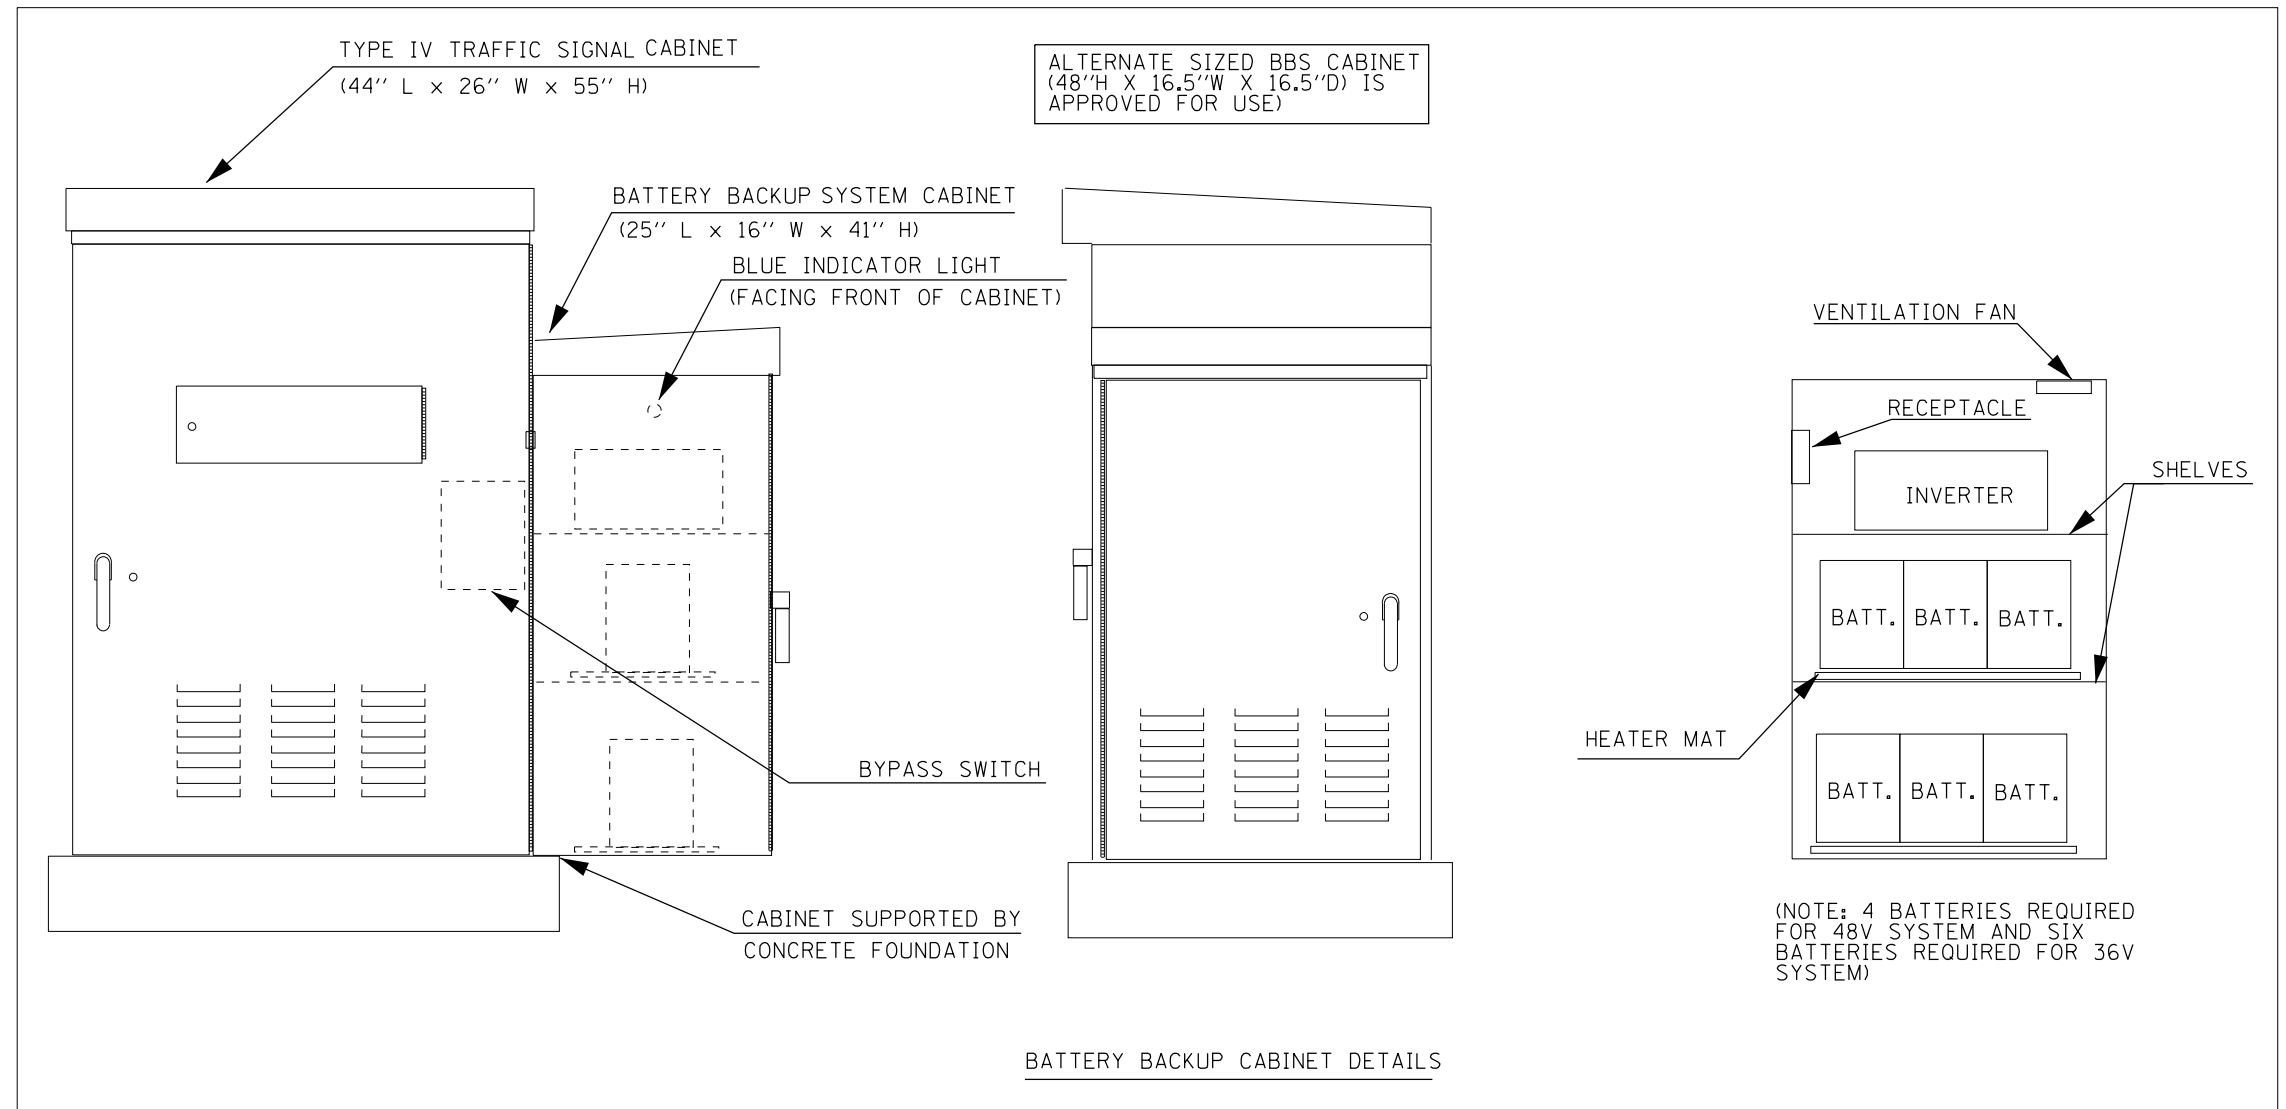 TYPE IV TRAFFIC SIGNAL CABINET
(44" L x 26" W x 55" H)
ALTERNATE SIZED BBS CABINET
(48"H X 16.5"W X 16.5"D) IS
APPROVED FOR USE)
BATTERY BACKUP SYSTEM CABINET
(25" L x 16" W x 41" H)
BLUE INDICATOR LIGHT
(FACING FRONT OF CABINET)
VENTILATION FAN
RECEPTACLE
SHELVES
INVERTER
BATT. BATT. BATT.
HEATER MAT
BYPASS SWITCH
BATT. BATT. BATT.
CABINET SUPPORTED BY
CONCRETE FOUNDATION
(NOTE: 4 BATTERIES REQUIRED
FOR 48V SYSTEM AND SIX
BATTERIES REQUIRED FOR 36V
SYSTEM)
BATTERY BACKUP CABINET DETAILS